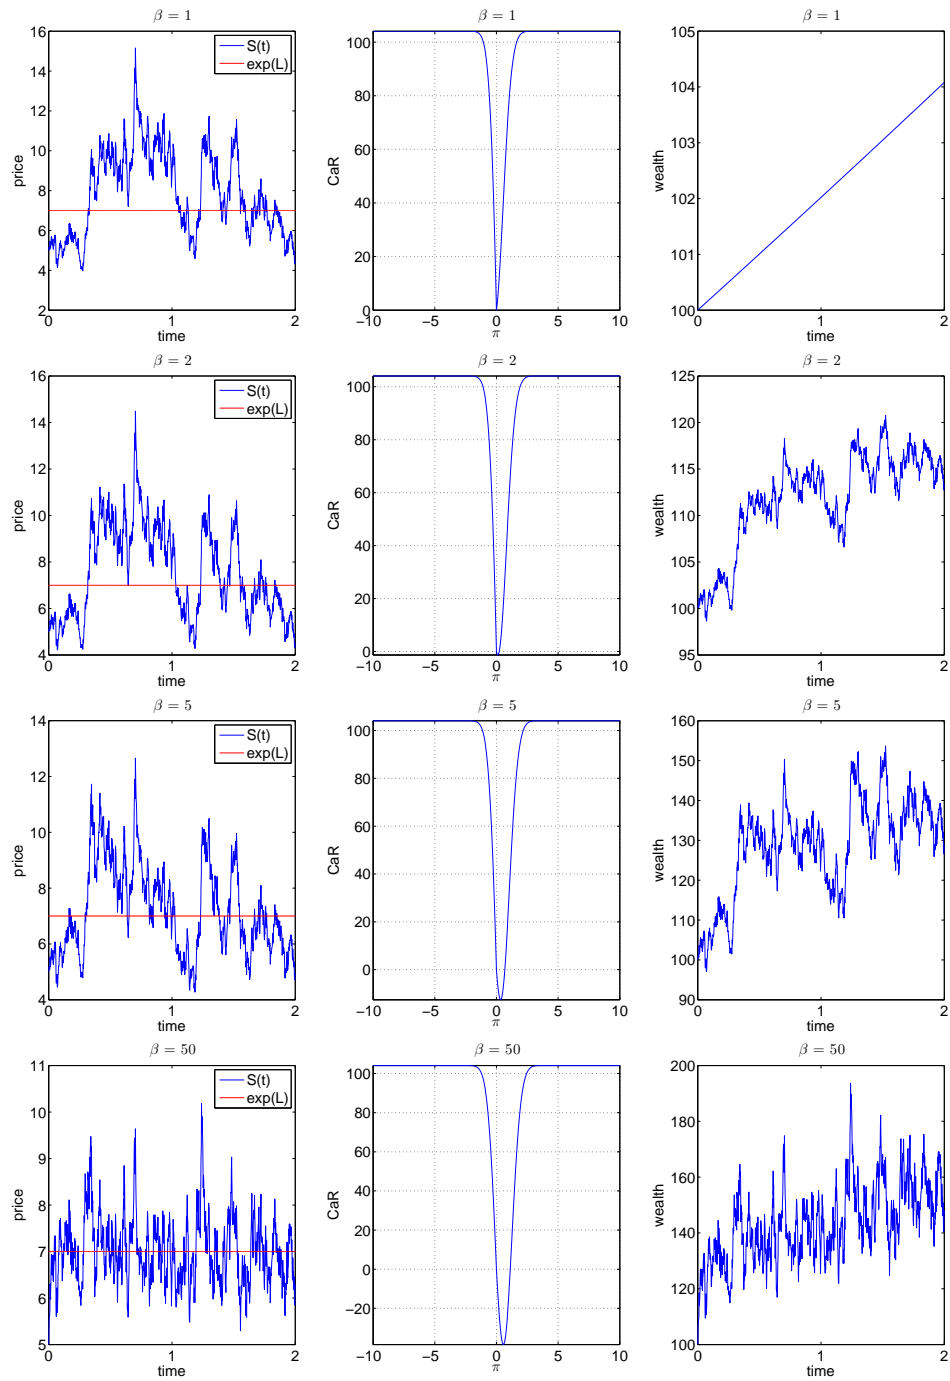 β = 1
β = 1
β = 1
16
14
12
10
8
6
4
2
price
S(t)
exp(L)
0
1
2
time
100
80
60
40
20
0
CaR
−10
−5
0
5
10
π
105
104
103
102
101
100
wealth
0
1
2
time
β = 2
β = 2
β = 2
16
14
12
10
8
6
4
price
S(t)
exp(L)
0
1
2
time
100
80
60
40
20
0
CaR
−10
−5
0
5
10
π
125
120
115
110
105
100
95
wealth
0
1
2
time
β = 5
β = 5
β = 5
14
12
10
8
6
4
price
S(t)
exp(L)
0
1
2
time
100
80
60
40
20
0
CaR
−10
−5
0
5
10
π
160
150
140
130
120
110
100
90
wealth
0
1
2
time
β = 50
β = 50
β = 50
11
10
9
8
7
6
5
price
S(t)
exp(L)
0
1
2
time
100
80
60
40
20
0
−20
CaR
−10
−5
0
5
10
π
200
180
160
140
120
100
wealth
0
1
2
time